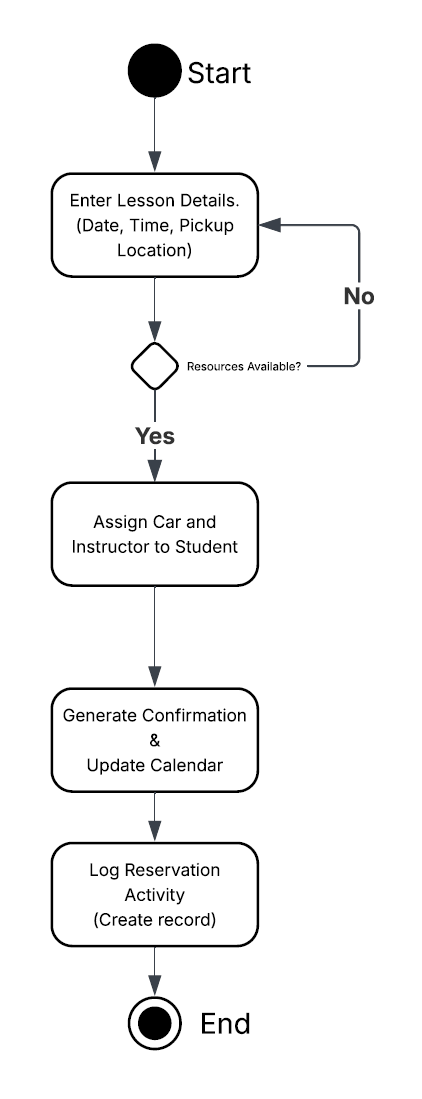 Start
Enter Lesson Details.
(Date, Time, Pickup
Location)
No
Resources Available?
Yes
Assign Car and
Instructor to Student
Generate Confirmation
&
Update Calendar
Log Reservation
Activity
(Create record)
End